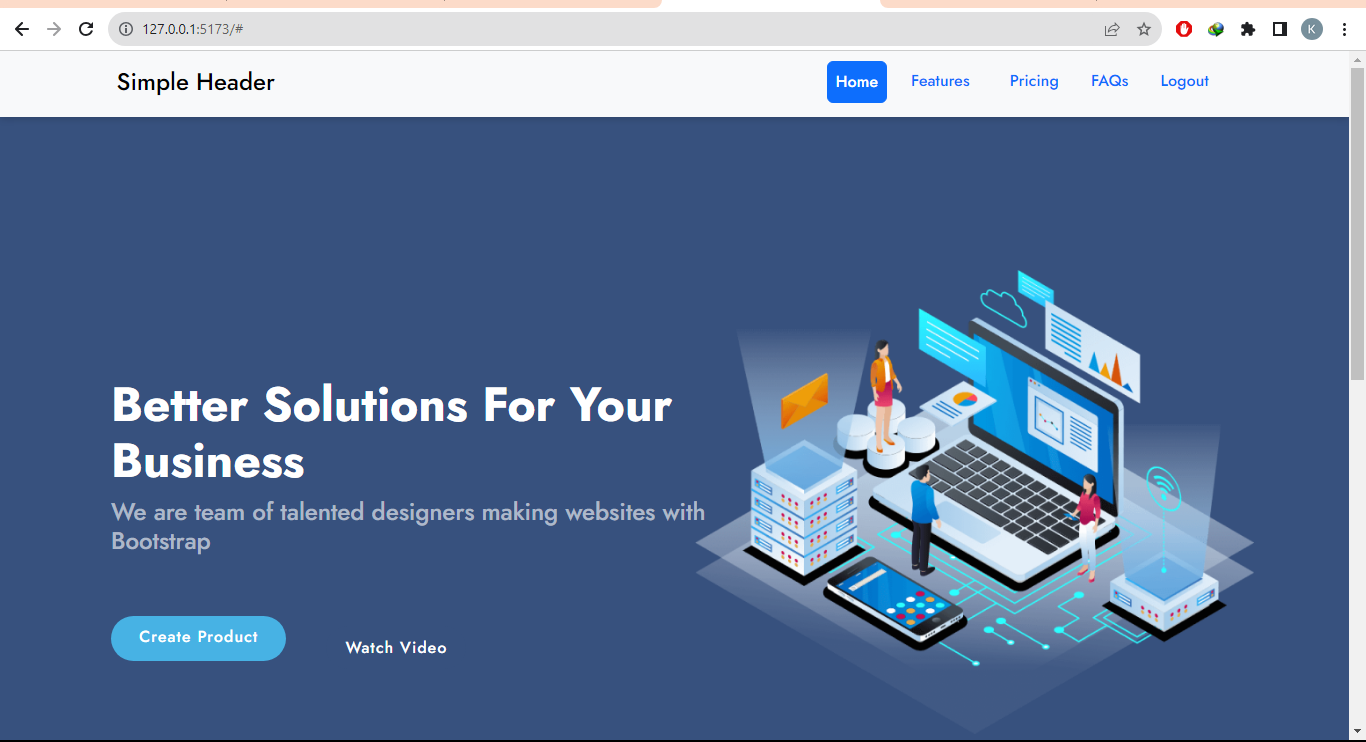 127.0.0.1:5173/#
K
Simple Header
Home Features Pricing FAQs Logout
Better Solutions For Your
Business
We are team of talented designers making websites with
Bootstrap
Create Product
Watch Video